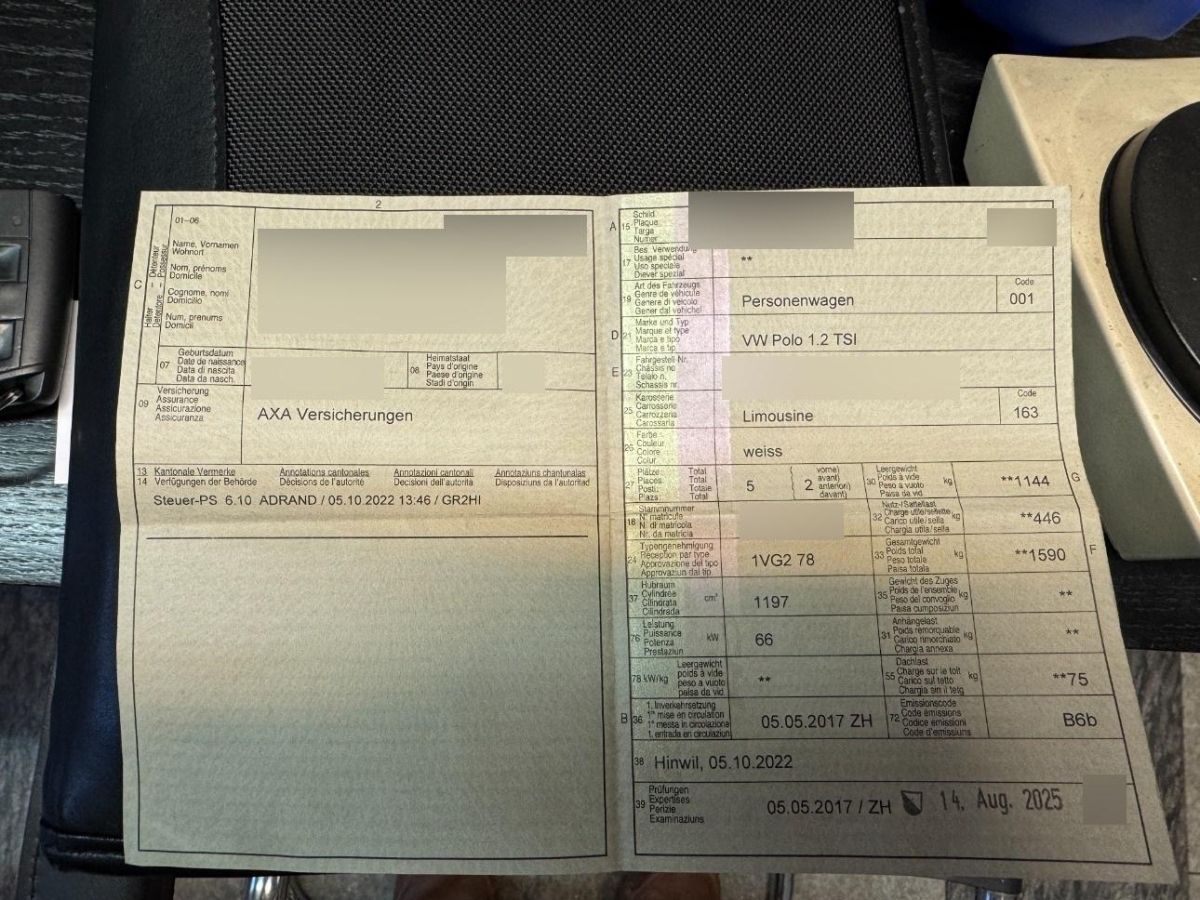 2
01–06
Name, Vornamen
Wohnort
Nom, prénoms
Domicile
Cognome, nomi
Domicilio
Num, prenums
Domicil
C
Halter – Détenteur
Detentore – Possessur
07
Geburtsdatum
Date de naissance
Data di nascita
Data da nasch.
08
Heimatstaat
Pays d'origine
Paese d'origine
Stadi d'origin
09
Versicherung
Assurance
Assicurazione
Assicuranza
AXA Versicherungen
13 Kantonale Vermerke Annotations cantonales Annotazioni cantonali Annotaziuns chantunalas
14 Verfügungen der Behörde Décisions de l'autorité Decisioni dell'autorità Disposiziuns da l'autoritad
Steuer-PS 6.10 ADRAND / 05.10.2022 13:46 / GR2HI
A 15
Schild
Plaque
Targa
Numer
17
Bes. Verwendung
Usage spécial
Uso speciale
Diever spezial
**
19
Art des Fahrzeugs
Genre de véhicule
Genere di veicolo
Gener dal vehichel
Personenwagen
Code
001
D 21
Marke und Typ
Marque et type
Marca e tipo
Marca e tip
VW Polo 1.2 TSI
E 23
Fahrgestell-Nr.
Châssis no
Telaio n.
Schassis nr.
25
Karosserie
Carrosserie
Carrozzeria
Carossaria
Limousine
Code
163
26
Farbe
Couleur
Colore
Colur
weiss
27
Plätze Total
Places Total
Posti Totale
Plazs Total
5
2
vorne)
avant)
anteriori)
davant)
30
Leergewicht
Poids à vide
Peso a vuoto
Paisa da vid
kg
**1144
G
18
Stammnummer
N° matricule
N. di matricola
Nr. da matricla
32
Nutz-/Sattellast
Charge utile/sellette
Carico utile/sella
Chargia utila/sella
kg
**446
24
Typengenehmigung
Réception par type
Approvazione del tipo
Approvaziun dal tip
1VG2 78
33
Gesamtgewicht
Poids total
Peso totale
Paisa totala
kg
**1590
F
37
Hubraum
Cylindrée
Cilindrata
Cilindrada
cm³
1197
35
Gewicht des Zuges
Poids de l'ensemble
Peso del convoglio
Paisa cumposiziun
kg
**
76
Leistung
Puissance
Potenza
Prestaziun
kW
66
31
Anhängelast
Poids remorquable
Carico rimorchiato
Chargia annexa
kg
**
78 kW/kg
Leergewicht
poids à vide
peso a vuoto
paisa da vid
**
55
Dachlast
Charge sur le toit
Carico sul tetto
Chargia sin il tetg
kg
**75
B 36
1. Inverkehrsetzung
1re mise en circulation
1a messa in circolazione
1. entrada en circulaziun
05.05.2017 ZH
72
Emissionscode
Code émissions
Codice emissioni
Code d'emissiuns
B6b
38 Hinwil, 05.10.2022
39
Prüfungen
Expertises
Perizie
Examinaziuns
05.05.2017 / ZH 14. Aug. 2025